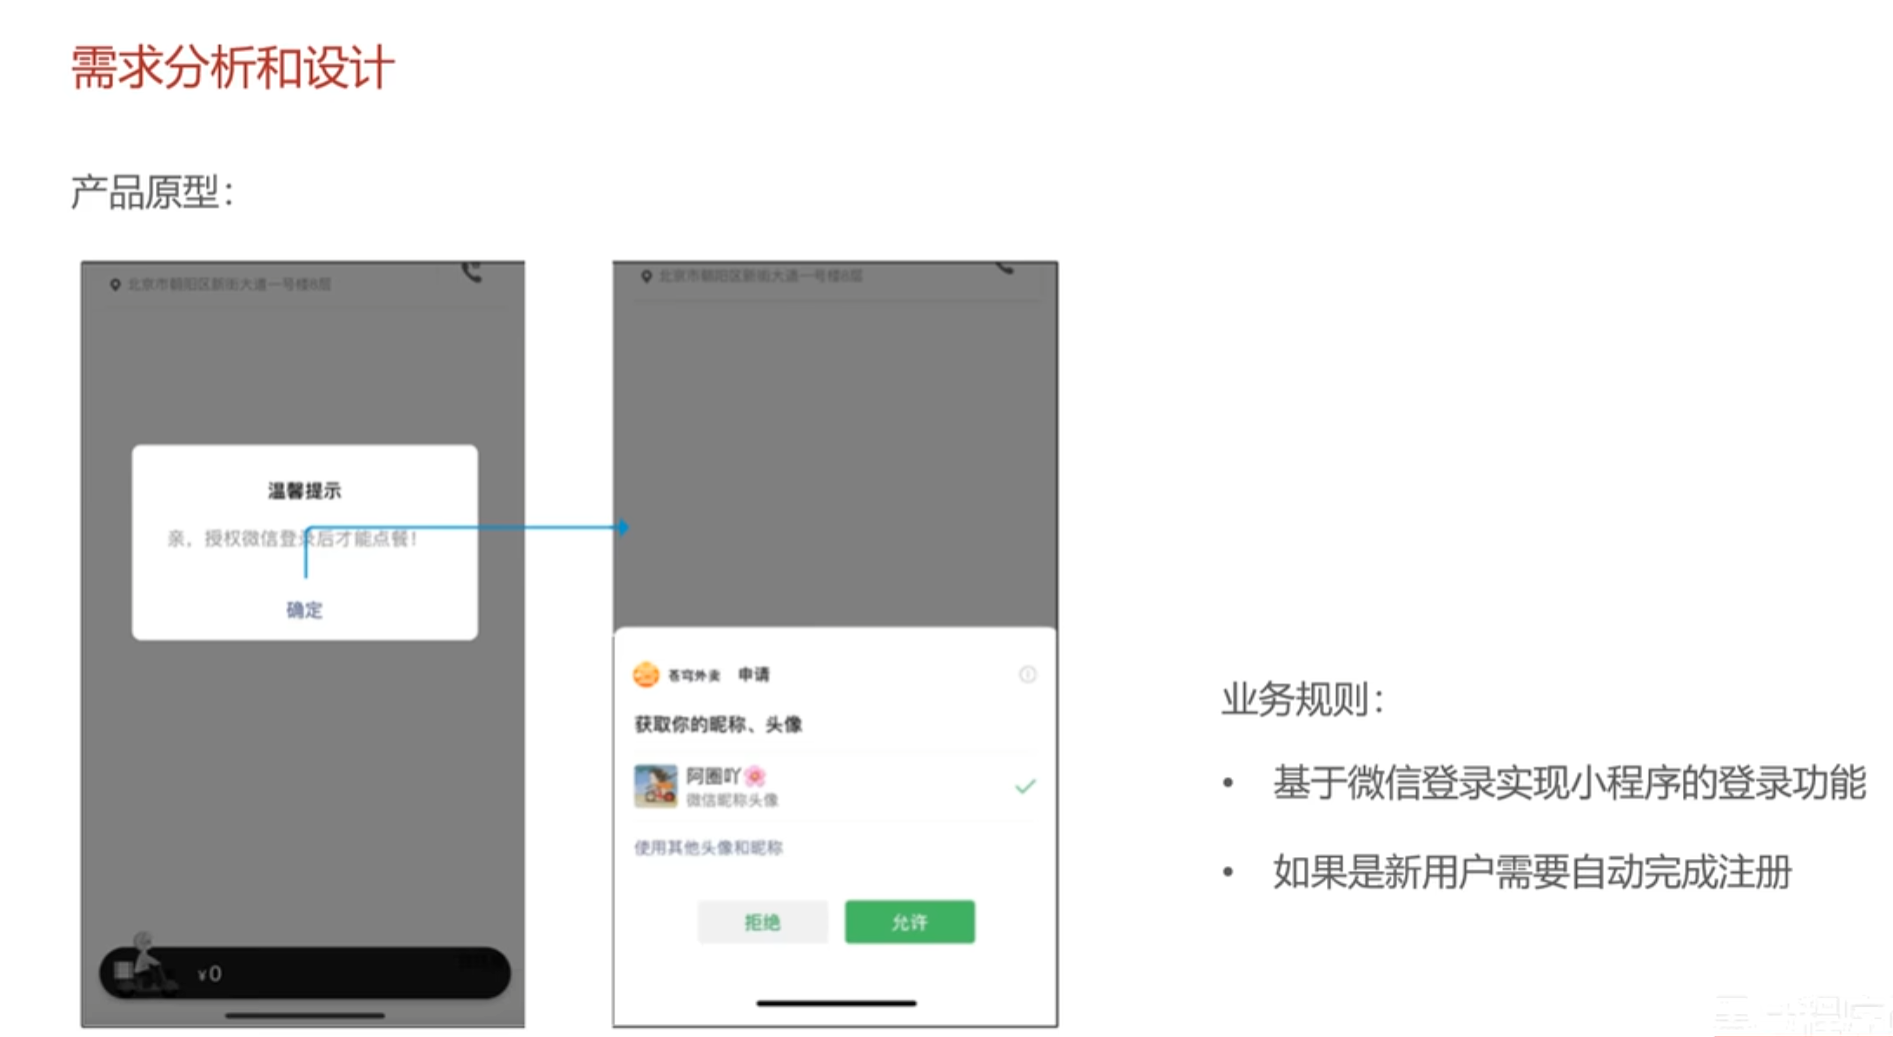 需求分析和设计
产品原型：
北京市朝阳区新街大道一号楼8层
温馨提示
亲，授权微信登录后才能点餐！
确定
¥0
北京市朝阳区新街大道一号楼8层
苍穹外卖 申请
获取你的昵称、头像
阿圈吖🌸
微信昵称头像
使用其他头像和昵称
拒绝
允许
业务规则：
• 基于微信登录实现小程序的登录功能
• 如果是新用户需要自动完成注册